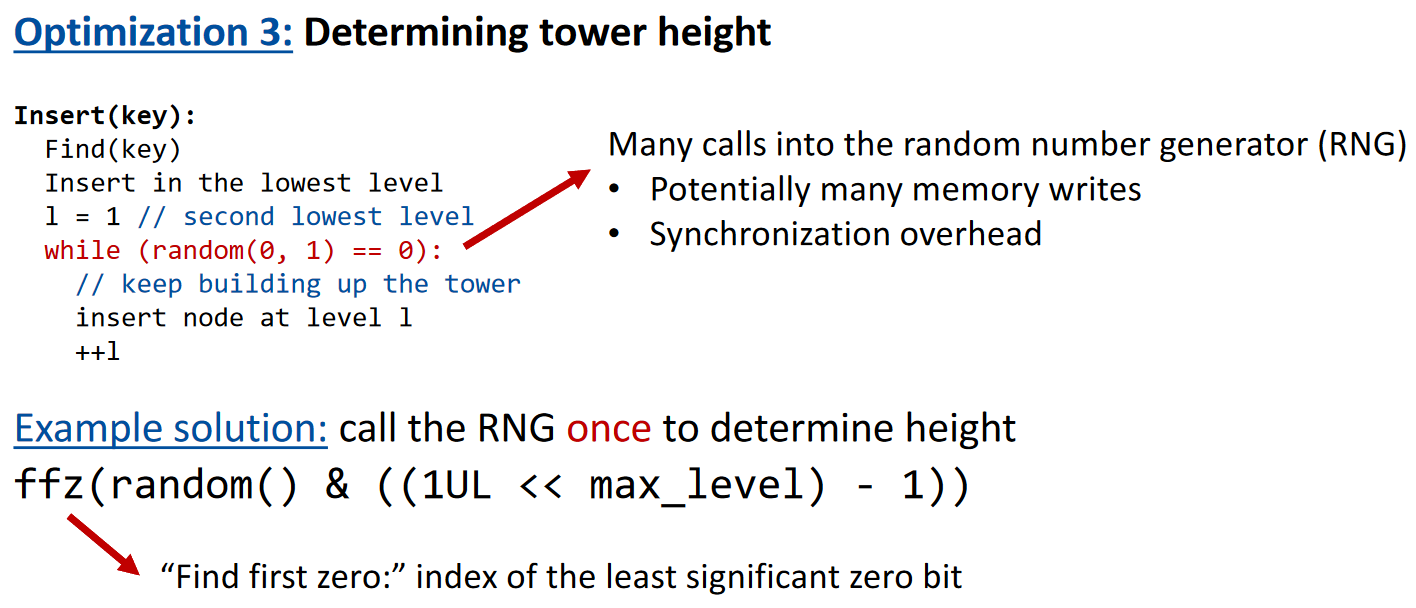 Optimization 3: Determining tower height
Insert(key):
Find(key)
Insert in the lowest level
l = 1 // second lowest level
while (random(0, 1) == 0):
// keep building up the tower
insert node at level l
++l
Many calls into the random number generator (RNG)
• Potentially many memory writes
• Synchronization overhead
Example solution: call the RNG once to determine height
ffz(random() & ((1UL << max_level) - 1))
“Find first zero:” index of the least significant zero bit